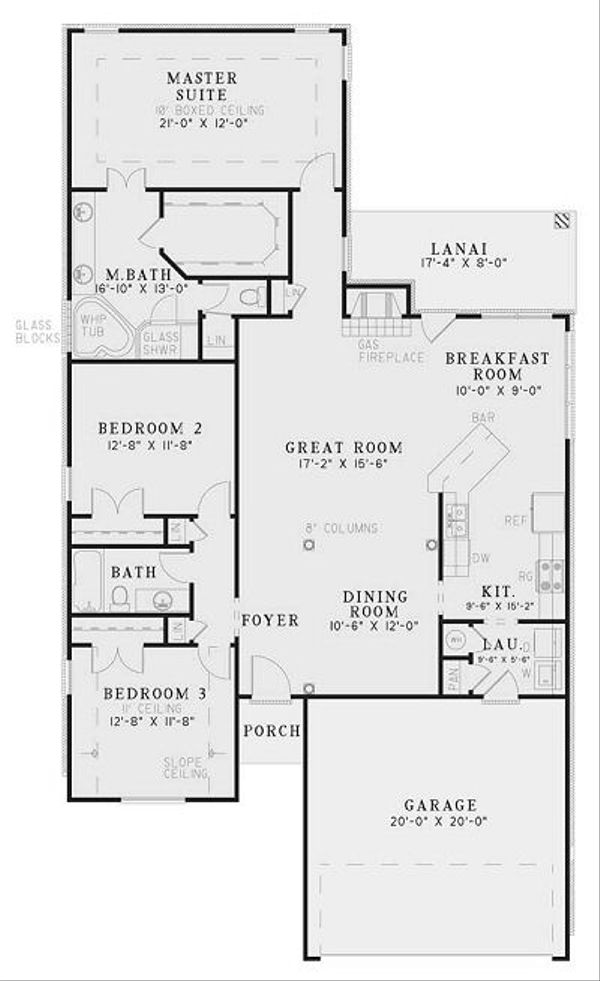 MASTER
SUITE
10' BOXED CEILING
21'-0" X 12'-0"
LANAI
17'-4" X 8'-0"
M.BATH
16'-10" X 13'-0"
LIN
GLASS
BLOCKS
WHIP
TUB
GLASS
SHWR
LIN
GAS
FIREPLACE
BREAKFAST
ROOM
10'-0" X 9'-0"
BAR
BEDROOM 2
12'-8" X 11'-8"
GREAT ROOM
17'-2" X 15'-6"
LIN
8" COLUMNS
REF
DW
BATH
RG
KIT.
9'-6" X 15'-2"
DINING
ROOM
10'-6" X 12'-0"
FOYER
LIN
WH
LAU.
9'-6" X 5'-6"
D
W
PAN
BEDROOM 3
11' CEILING
12'-8" X 11'-8"
SLOPE
CEILING
PORCH
GARAGE
20'-0" X 20'-0"